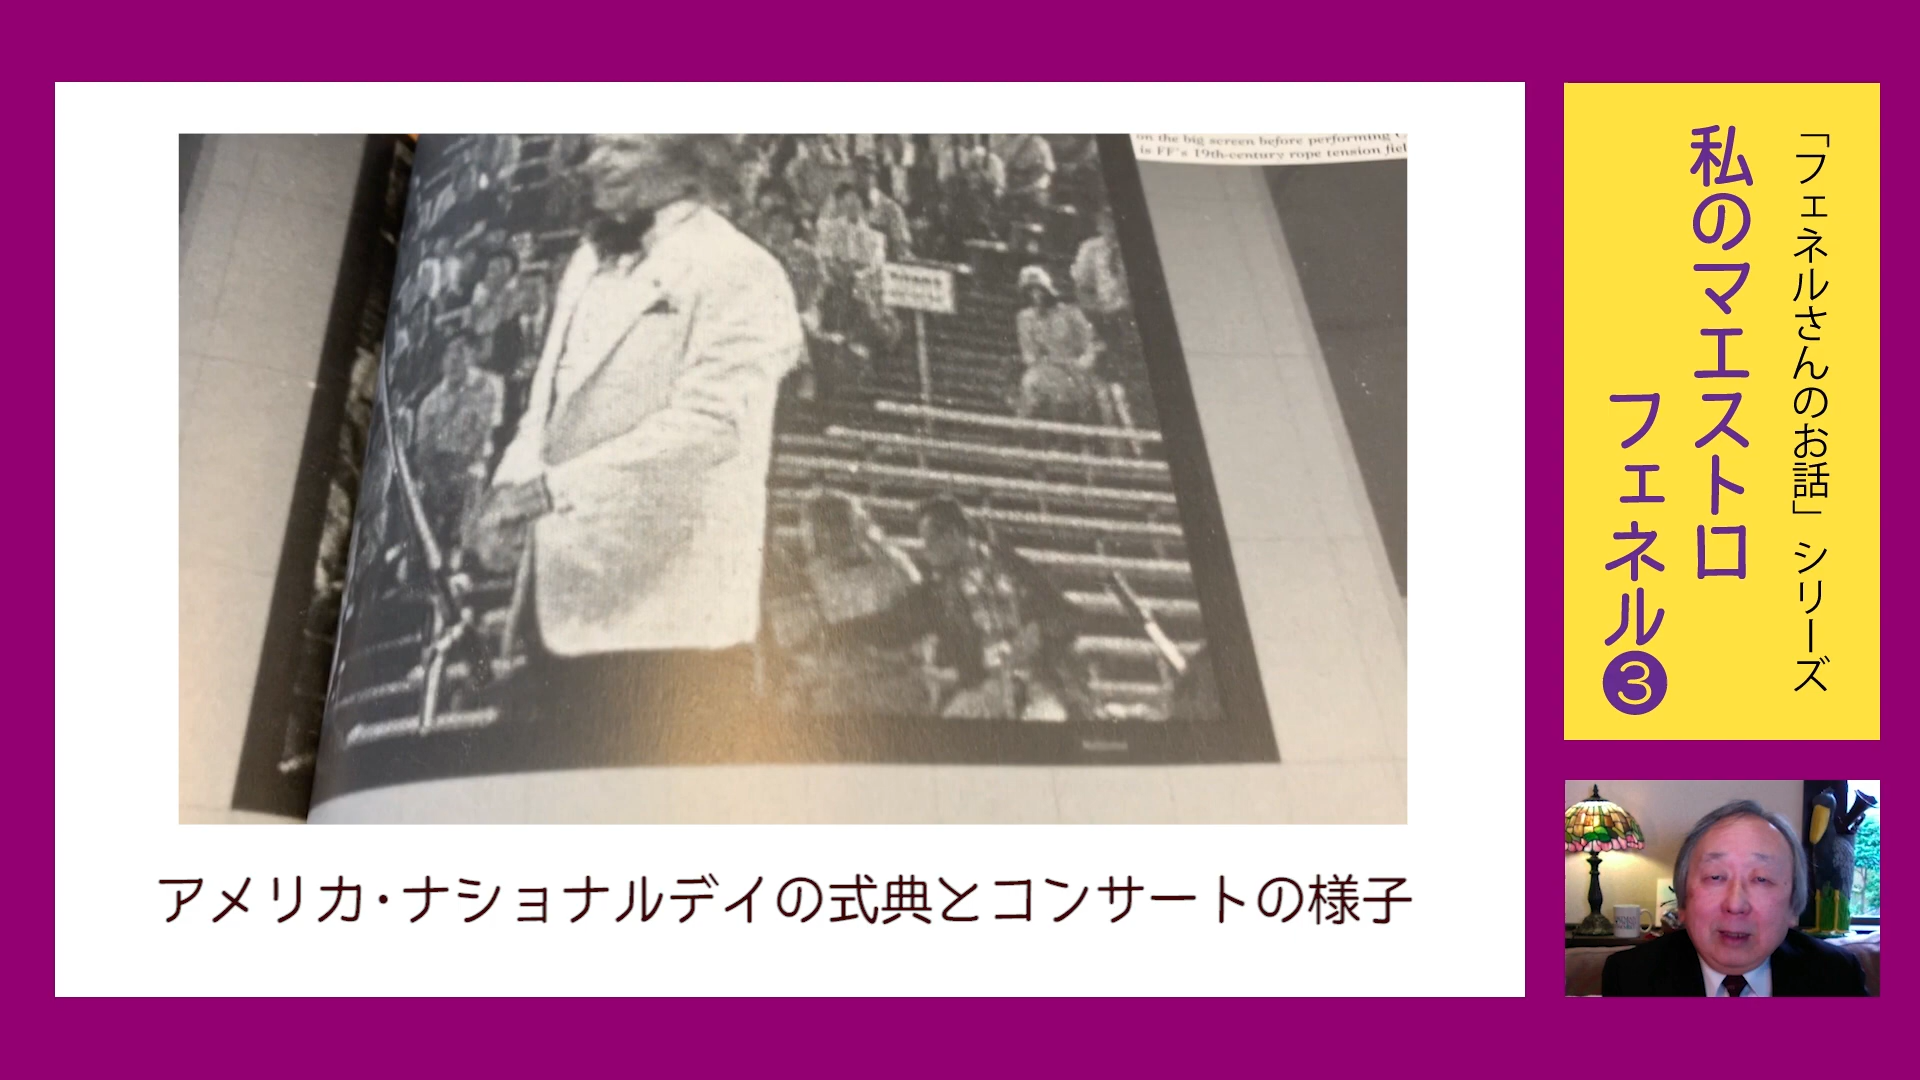 on the big screen before performing
is FF's 19th-century rope tension
アメリカ・ナショナルデイの式典とコンサートの様子
「フェネルさんのお話」シリーズ
私のマエストロ
フェネル❸